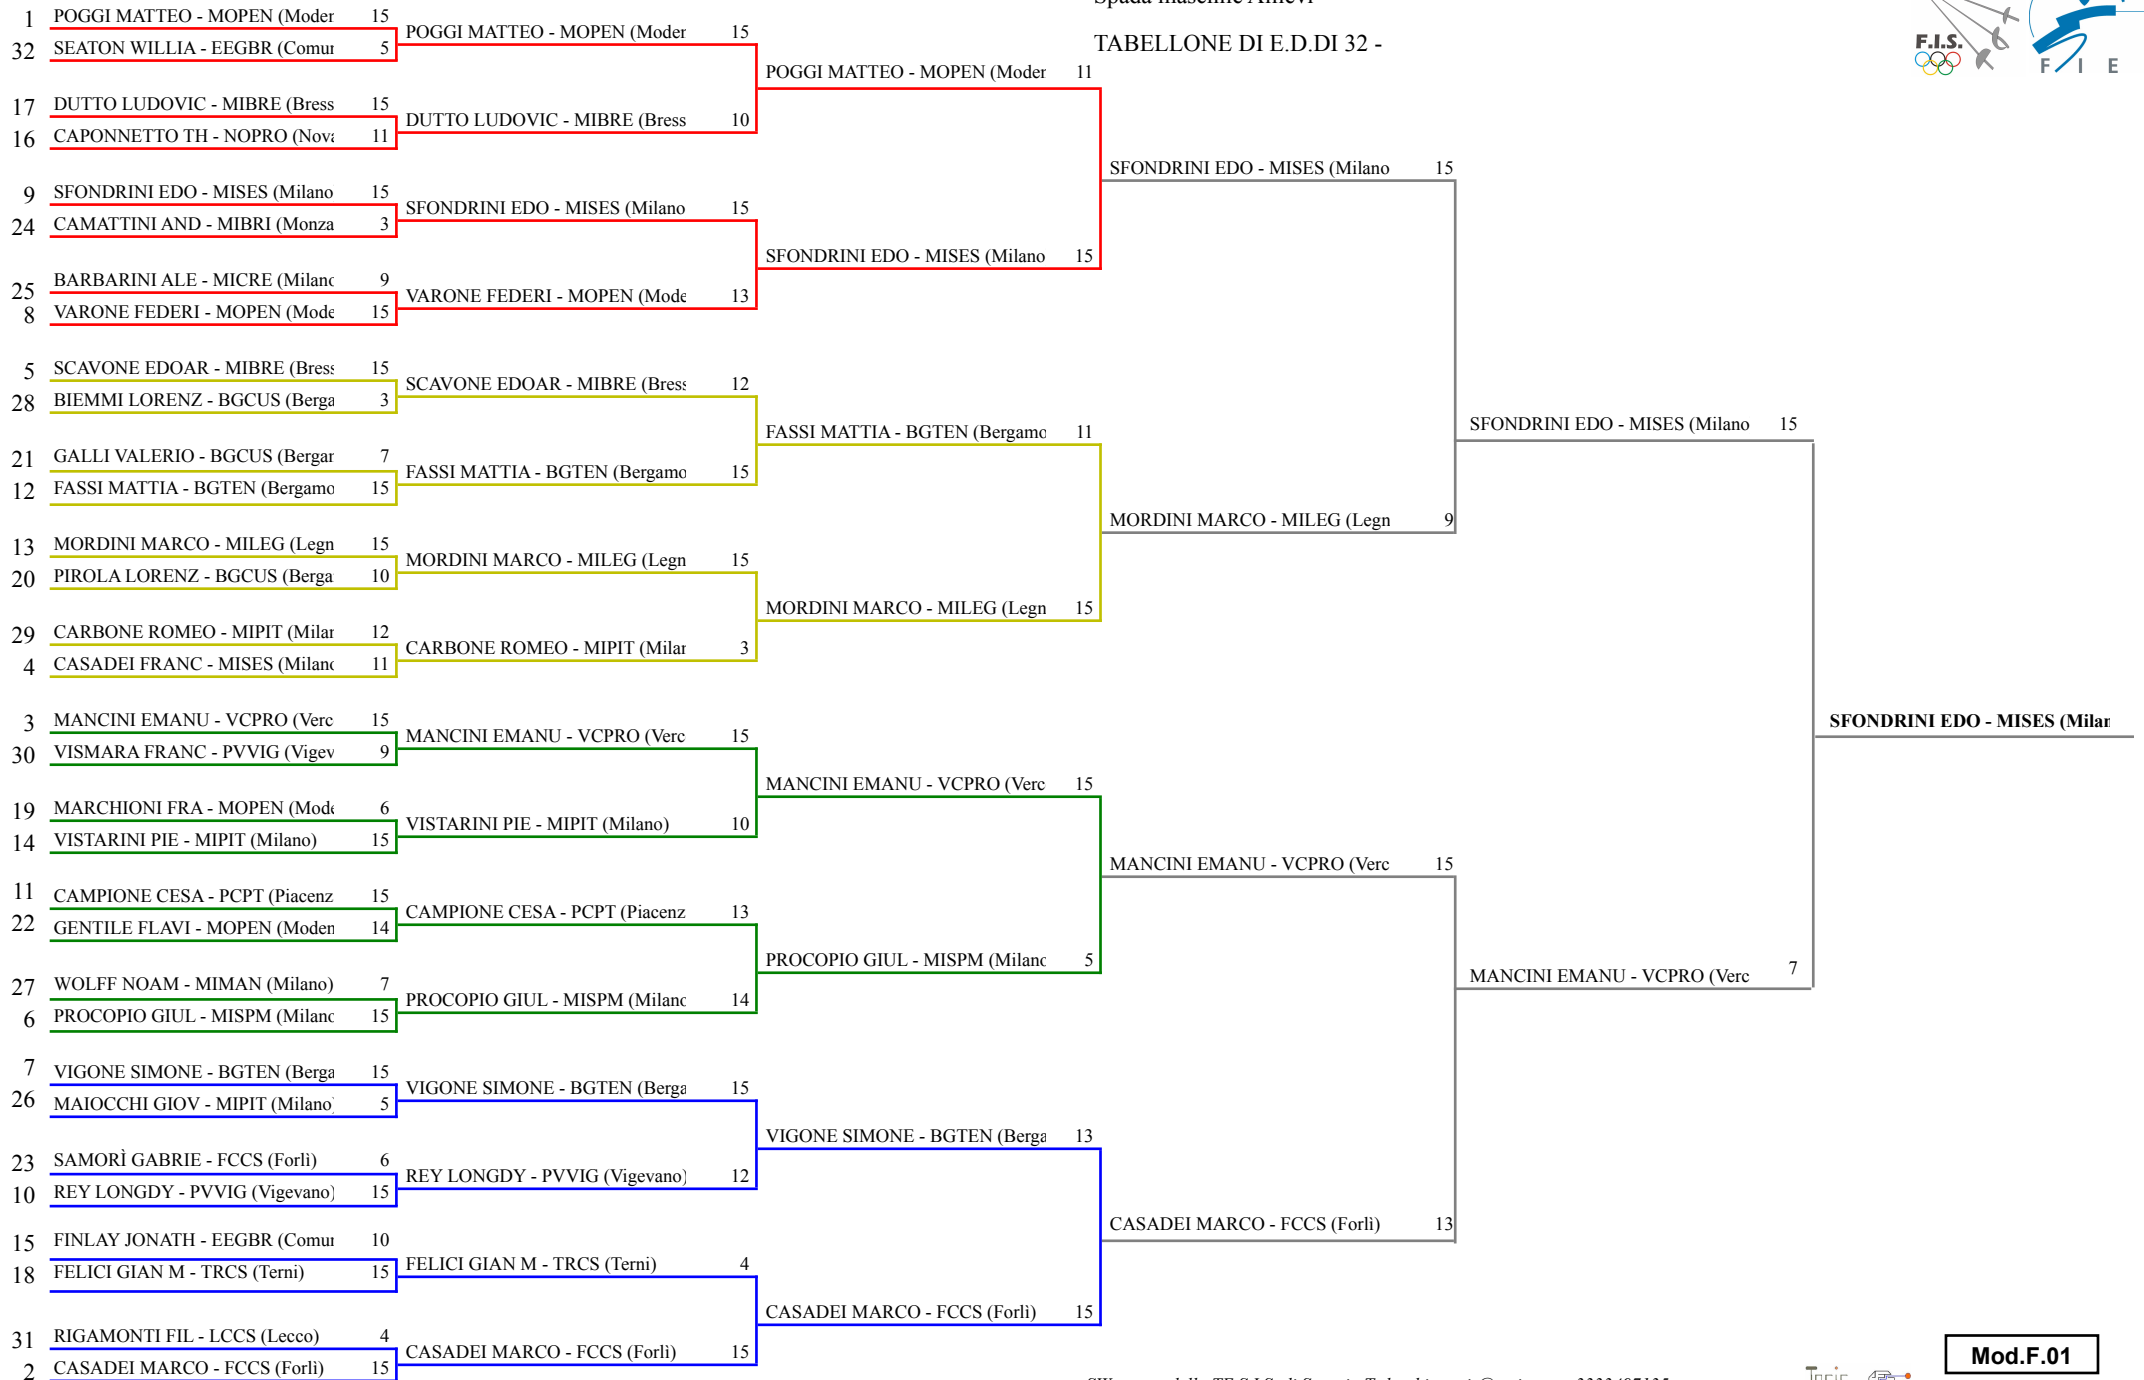 TABELLONE DI E.D.DI 32 -
F.I.S.
F I E
1 POGGI MATTEO - MOPEN (Moder 15
32 SEATON WILLIA - EEGBR (Comur 5
17 DUTTO LUDOVIC - MIBRE (Bress 15
16 CAPONNETTO TH - NOPRO (Nova 11
9 SFONDRINI EDO - MISES (Milano 15
24 CAMATTINI AND - MIBRI (Monza 3
25 BARBARINI ALE - MICRE (Milano 9
8 VARONE FEDERI - MOPEN (Mode 15
5 SCAVONE EDOAR - MIBRE (Bress 15
28 BIEMMI LORENZ - BGCUS (Berga 3
21 GALLI VALERIO - BGCUS (Bergar 7
12 FASSI MATTIA - BGTEN (Bergamo 15
13 MORDINI MARCO - MILEG (Legn 15
20 PIROLA LORENZ - BGCUS (Berga 10
29 CARBONE ROMEO - MIPIT (Milar 12
4 CASADEI FRANC - MISES (Milano 11
3 MANCINI EMANU - VCPRO (Verc 15
30 VISMARA FRANC - PVVIG (Vigev 9
19 MARCHIONI FRA - MOPEN (Mode 6
14 VISTARINI PIE - MIPIT (Milano) 15
11 CAMPIONE CESA - PCPT (Piacenz 15
22 GENTILE FLAVI - MOPEN (Moden 14
27 WOLFF NOAM - MIMAN (Milano) 7
6 PROCOPIO GIUL - MISPM (Milano 15
7 VIGONE SIMONE - BGTEN (Berga 15
26 MAIOCCHI GIOV - MIPIT (Milano) 5
23 SAMORÌ GABRIE - FCCS (Forlì) 6
10 REY LONGDY - PVVIG (Vigevano) 15
15 FINLAY JONATH - EEGBR (Comur 10
18 FELICI GIAN M - TRCS (Terni) 15
31 RIGAMONTI FIL - LCCS (Lecco) 4
2 CASADEI MARCO - FCCS (Forlì) 15
POGGI MATTEO - MOPEN (Moder 15
DUTTO LUDOVIC - MIBRE (Bress 10
SFONDRINI EDO - MISES (Milano 15
VARONE FEDERI - MOPEN (Mode 13
SCAVONE EDOAR - MIBRE (Bress 12
FASSI MATTIA - BGTEN (Bergamo 15
MORDINI MARCO - MILEG (Legn 15
CARBONE ROMEO - MIPIT (Milar 3
MANCINI EMANU - VCPRO (Verc 15
VISTARINI PIE - MIPIT (Milano) 10
CAMPIONE CESA - PCPT (Piacenz 13
PROCOPIO GIUL - MISPM (Milano 14
VIGONE SIMONE - BGTEN (Berga 15
REY LONGDY - PVVIG (Vigevano) 12
FELICI GIAN M - TRCS (Terni) 4
CASADEI MARCO - FCCS (Forlì) 15
POGGI MATTEO - MOPEN (Moder 11
SFONDRINI EDO - MISES (Milano 15
FASSI MATTIA - BGTEN (Bergamo 11
MORDINI MARCO - MILEG (Legn 15
MANCINI EMANU - VCPRO (Verc 15
PROCOPIO GIUL - MISPM (Milano 5
VIGONE SIMONE - BGTEN (Berga 13
CASADEI MARCO - FCCS (Forlì) 15
SFONDRINI EDO - MISES (Milano 15
MORDINI MARCO - MILEG (Legn 9
MANCINI EMANU - VCPRO (Verc 15
CASADEI MARCO - FCCS (Forlì) 13
SFONDRINI EDO - MISES (Milano 15
MANCINI EMANU - VCPRO (Verc 7
SFONDRINI EDO - MISES (Milan
Mod.F.01